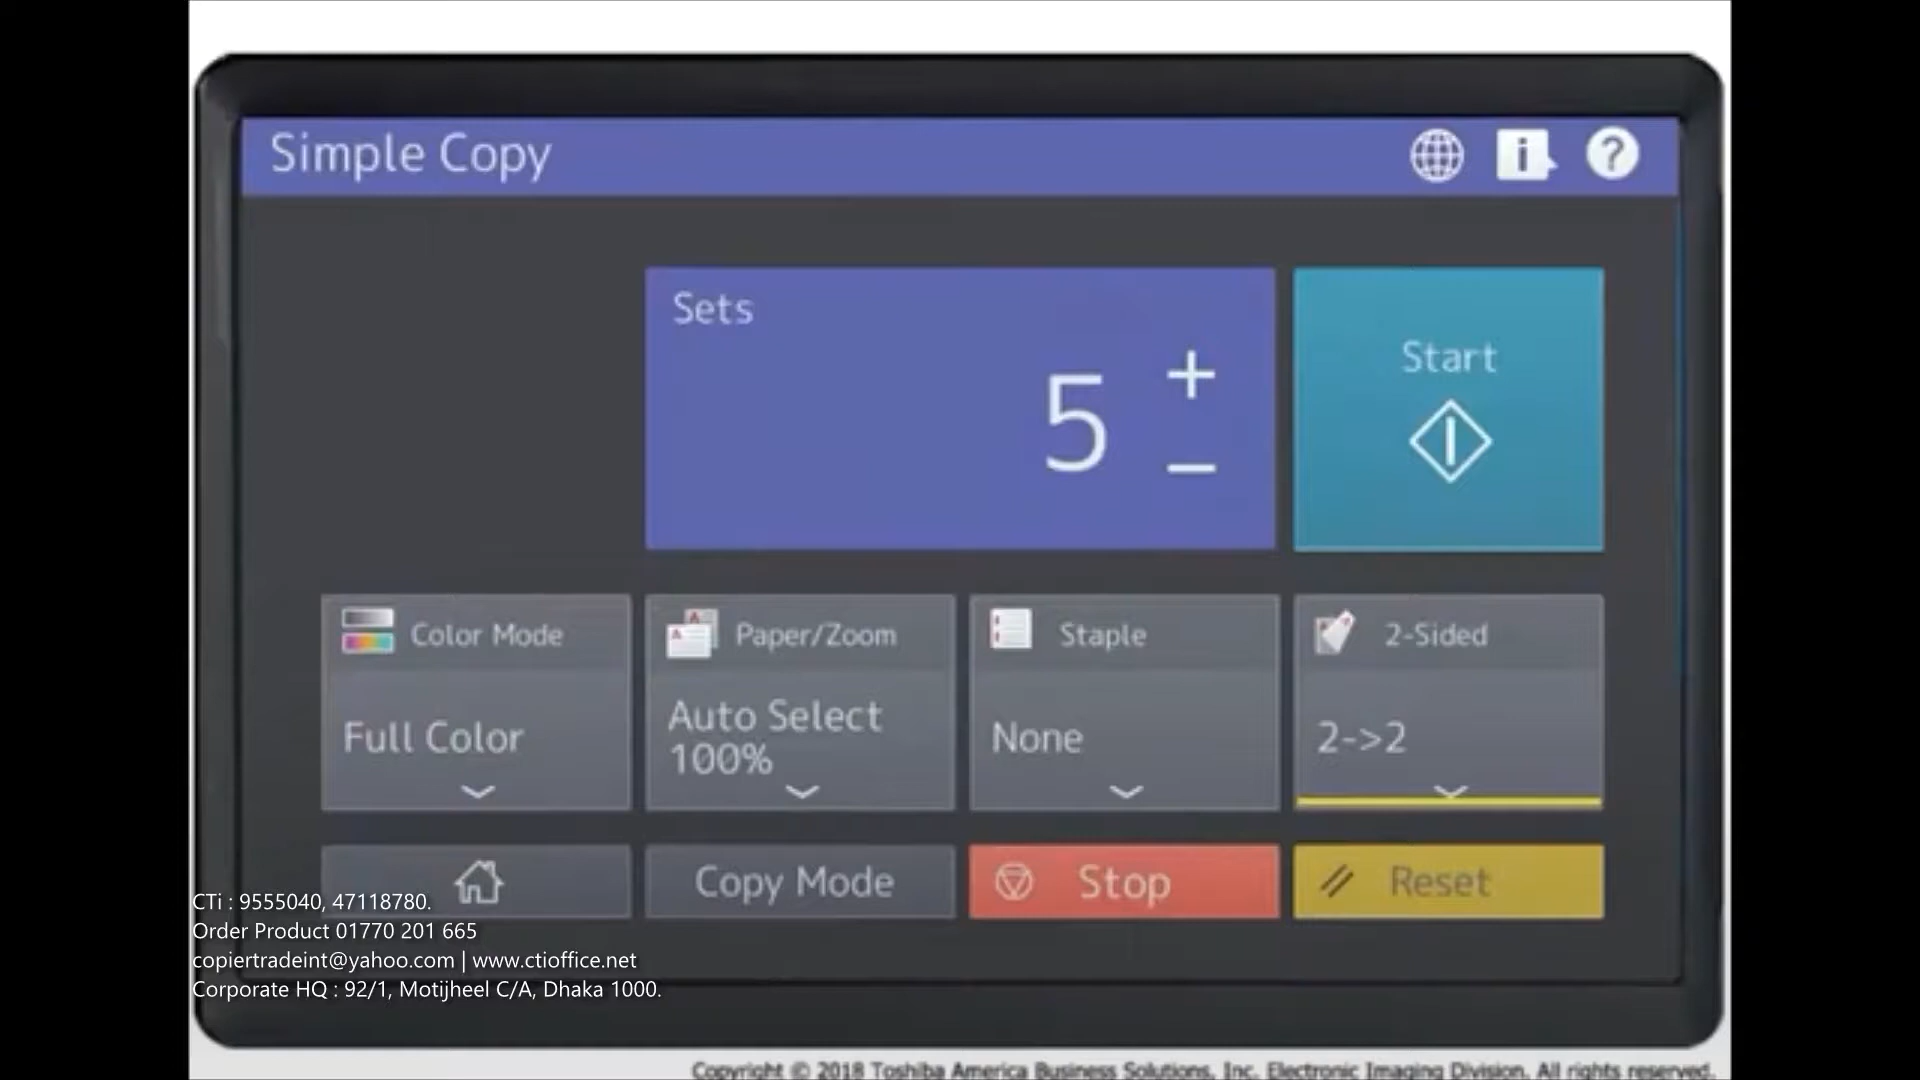 Simple Copy
Sets
5
+
−
Start
Color Mode
Full Color
Paper/Zoom
Auto Select
100%
Staple
None
2-Sided
2->2
Copy Mode
Stop
Reset
CTi : 9555040, 47118780.
Order Product 01770 201 665
copiertradeint@yahoo.com | www.ctioffice.net
Corporate HQ : 92/1, Motijheel C/A, Dhaka 1000.
Copyright © 2018 Toshiba America Business Solutions, Inc. Electronic Imaging Division. All rights reserved.